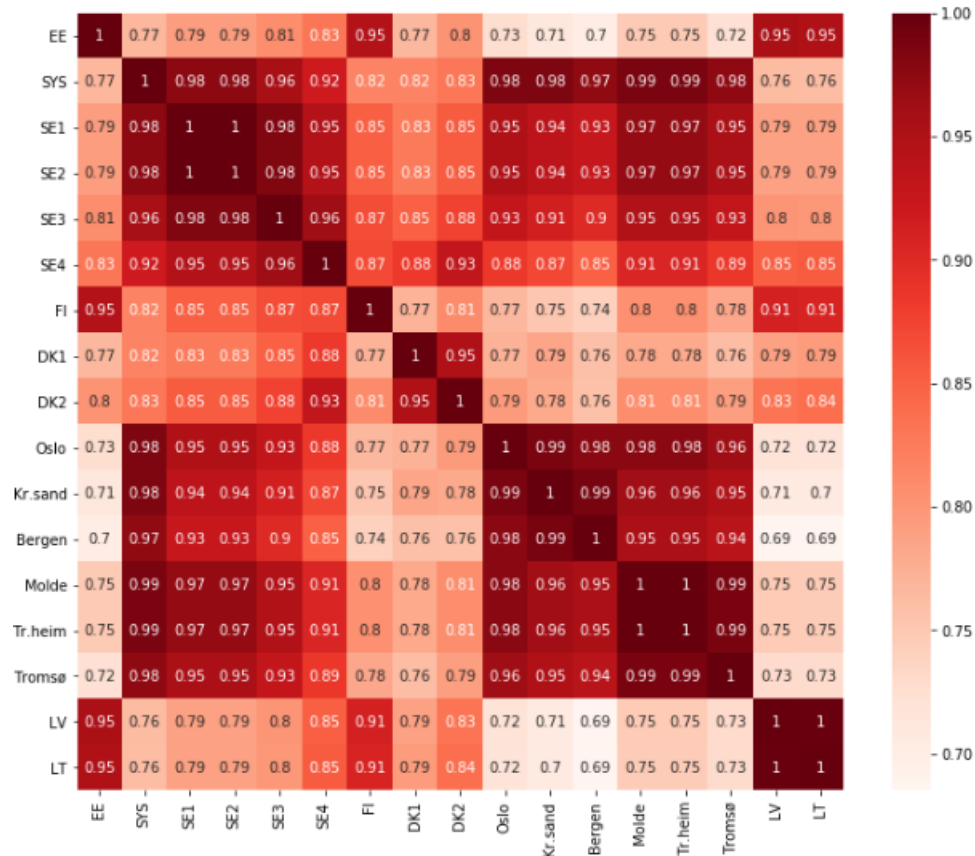 EE 1 0.77 0.79 0.79 0.81 0.83 0.95 0.77 0.8 0.73 0.71 0.7 0.75 0.75 0.72 0.95 0.95
SYS 0.77 1 0.98 0.98 0.96 0.92 0.82 0.82 0.83 0.98 0.98 0.97 0.99 0.99 0.98 0.76 0.76
SE1 0.79 0.98 1 1 0.98 0.95 0.85 0.83 0.85 0.95 0.94 0.93 0.97 0.97 0.95 0.79 0.79
SE2 0.79 0.98 1 1 0.98 0.95 0.85 0.83 0.85 0.95 0.94 0.93 0.97 0.97 0.95 0.79 0.79
SE3 0.81 0.96 0.98 0.98 1 0.96 0.87 0.85 0.88 0.93 0.91 0.9 0.95 0.95 0.93 0.8 0.8
SE4 0.83 0.92 0.95 0.95 0.96 1 0.87 0.88 0.93 0.88 0.87 0.85 0.91 0.91 0.89 0.85 0.85
FI 0.95 0.82 0.85 0.85 0.87 0.87 1 0.77 0.81 0.77 0.75 0.74 0.8 0.8 0.78 0.91 0.91
DK1 0.77 0.82 0.83 0.83 0.85 0.88 0.77 1 0.95 0.77 0.79 0.76 0.78 0.78 0.76 0.79 0.79
DK2 0.8 0.83 0.85 0.85 0.88 0.93 0.81 0.95 1 0.79 0.78 0.76 0.81 0.81 0.79 0.83 0.84
Oslo 0.73 0.98 0.95 0.95 0.93 0.88 0.77 0.77 0.79 1 0.99 0.98 0.98 0.98 0.96 0.72 0.72
Kr.sand 0.71 0.98 0.94 0.94 0.91 0.87 0.75 0.79 0.78 0.99 1 0.99 0.96 0.96 0.95 0.71 0.7
Bergen 0.7 0.97 0.93 0.93 0.9 0.85 0.74 0.76 0.76 0.98 0.99 1 0.95 0.95 0.94 0.69 0.69
Molde 0.75 0.99 0.97 0.97 0.95 0.91 0.8 0.78 0.81 0.98 0.96 0.95 1 1 0.99 0.75 0.75
Tr.heim 0.75 0.99 0.97 0.97 0.95 0.91 0.8 0.78 0.81 0.98 0.96 0.95 1 1 0.99 0.75 0.75
Tromsø 0.72 0.98 0.95 0.95 0.93 0.89 0.78 0.76 0.79 0.96 0.95 0.94 0.99 0.99 1 0.73 0.73
LV 0.95 0.76 0.79 0.79 0.8 0.85 0.91 0.79 0.83 0.72 0.71 0.69 0.75 0.75 0.73 1 1
LT 0.95 0.76 0.79 0.79 0.8 0.85 0.91 0.79 0.84 0.72 0.7 0.69 0.75 0.75 0.73 1 1
EE SYS SE1 SE2 SE3 SE4 FI DK1 DK2 Oslo Kr.sand Bergen Molde Tr.heim Tromsø LV LT
1.00
0.95
0.90
0.85
0.80
0.75
0.70